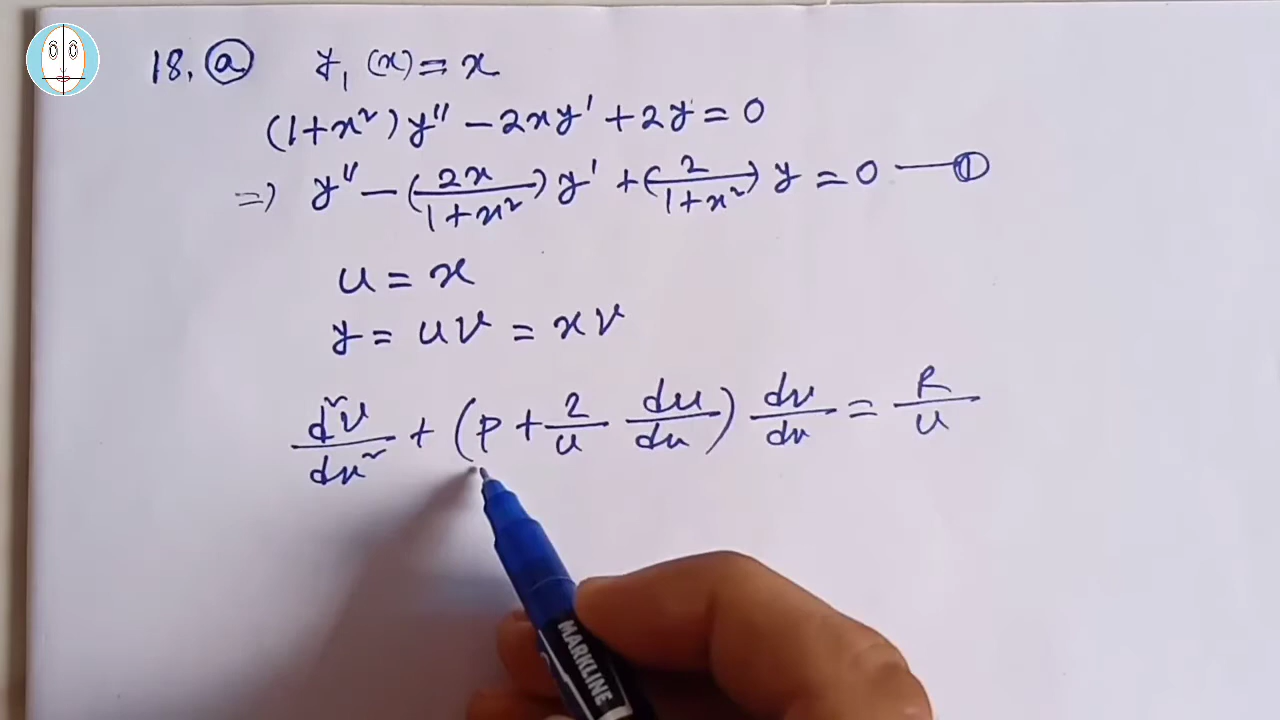 18. (a) y₁(x) = x
(1+x²)y'' - 2xy' + 2y = 0
=> y'' - (2x/1+x²)y' + (2/1+x²)y = 0 — (1)
u = x
y = uv = xv
d²v/dx² + (P + 2/u du/dx) dv/dx = R/u
MARKLINE